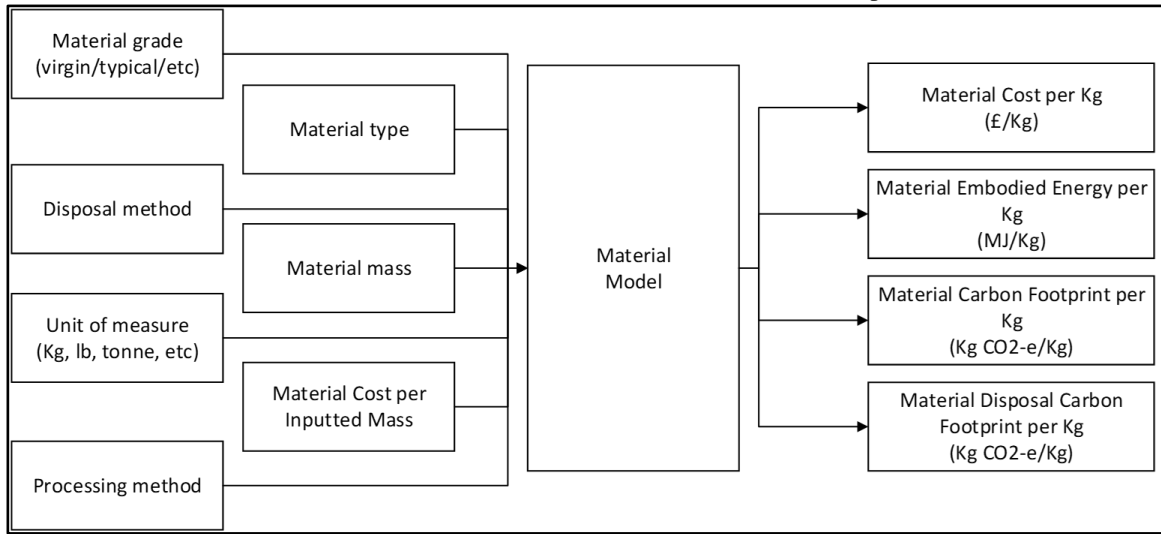 Material grade
(virgin/typical/etc)
Material type
Disposal method
Material mass
Unit of measure
(Kg, lb, tonne, etc)
Material Cost per
Inputted Mass
Processing method
Material
Model
Material Cost per Kg
(£/Kg)
Material Embodied Energy per
Kg
(MJ/Kg)
Material Carbon Footprint per
Kg
(Kg CO2-e/Kg)
Material Disposal Carbon
Footprint per Kg
(Kg CO2-e/Kg)